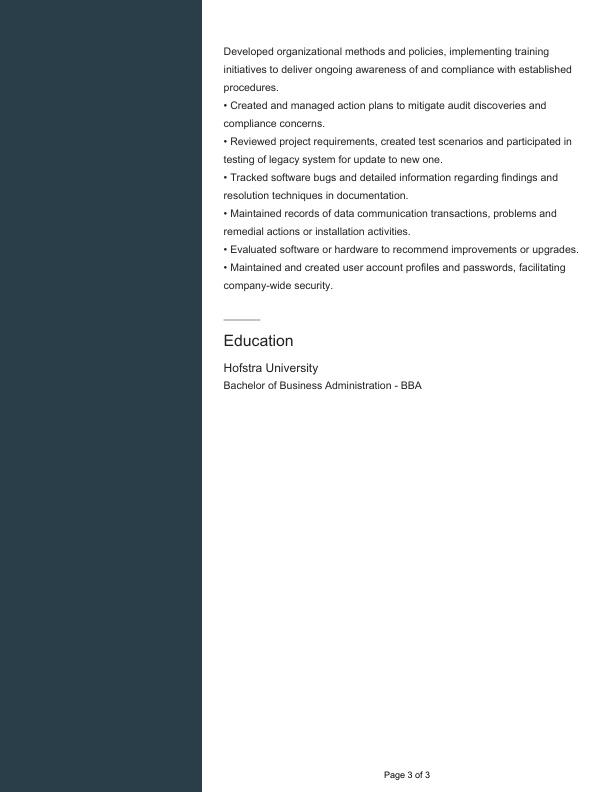 Developed organizational methods and policies, implementing training
initiatives to deliver ongoing awareness of and compliance with established
procedures.
• Created and managed action plans to mitigate audit discoveries and
compliance concerns.
• Reviewed project requirements, created test scenarios and participated in
testing of legacy system for update to new one.
• Tracked software bugs and detailed information regarding findings and
resolution techniques in documentation.
• Maintained records of data communication transactions, problems and
remedial actions or installation activities.
• Evaluated software or hardware to recommend improvements or upgrades.
• Maintained and created user account profiles and passwords, facilitating
company-wide security.
Education
Hofstra University
Bachelor of Business Administration - BBA
Page 3 of 3